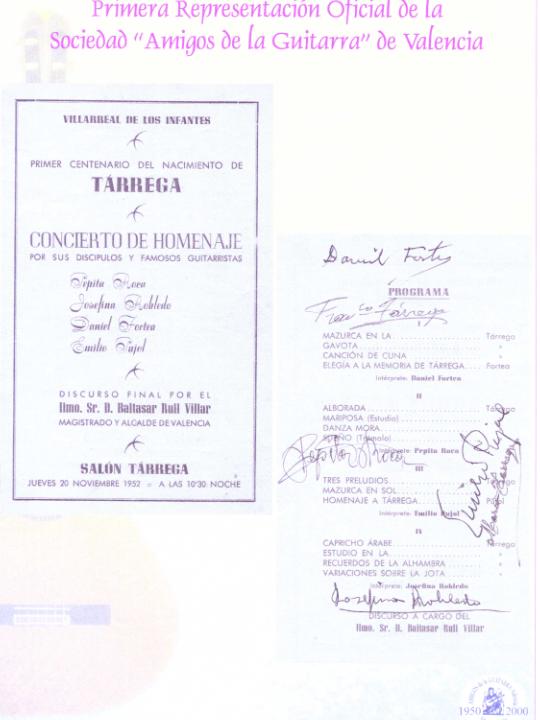 Primera Representación Oficial de la
Sociedad "Amigos de la Guitarra" de Valencia
VILLARREAL DE LOS INFANTES
PRIMER CENTENARIO DEL NACIMIENTO DE
TÁRREGA
CONCIERTO DE HOMENAJE
POR SUS DISCIPULOS Y FAMOSOS GUITARRISTAS
Pepita Roca
Josefina Robledo
Daniel Fortea
Emilio Pujol
DISCURSO FINAL POR EL
Ilmo. Sr. D. Baltasar Rull Villar
MAGISTRADO Y ALCALDE DE VALENCIA
SALÓN TÁRREGA
JUEVES 20 NOVIEMBRE 1952 - A LAS 10'30 NOCHE
Daniel Fortea
PROGRAMA
Fran.co Tárrega
I
MAZURCA EN LA Tárrega
GAVOTA »
CANCIÓN DE CUNA »
ELEGÍA A LA MEMORIA DE TÁRREGA Fortea
Intérprete: Daniel Fortea
II
ALBORADA Tárrega
MARIPOSA (Estudio)
DANZA MORA
SUEÑO (Trémolo)
Intérprete: Pepita Roca
Pepita Roca
III
TRES PRELUDIOS
MAZURCA EN SOL
HOMENAJE A TÁRREGA Pujol
Intérprete: Emilio Pujol
Emilio Pujol
IV
CAPRICHO ÁRABE Tárrega
ESTUDIO EN LA »
RECUERDOS DE LA ALHAMBRA »
VARIACIONES SOBRE LA JOTA »
Intérprete: Josefina Robledo
Josefina Robledo
DISCURSO A CARGO DEL
Ilmo. Sr. D. Baltasar Rull Villar
1950 2000